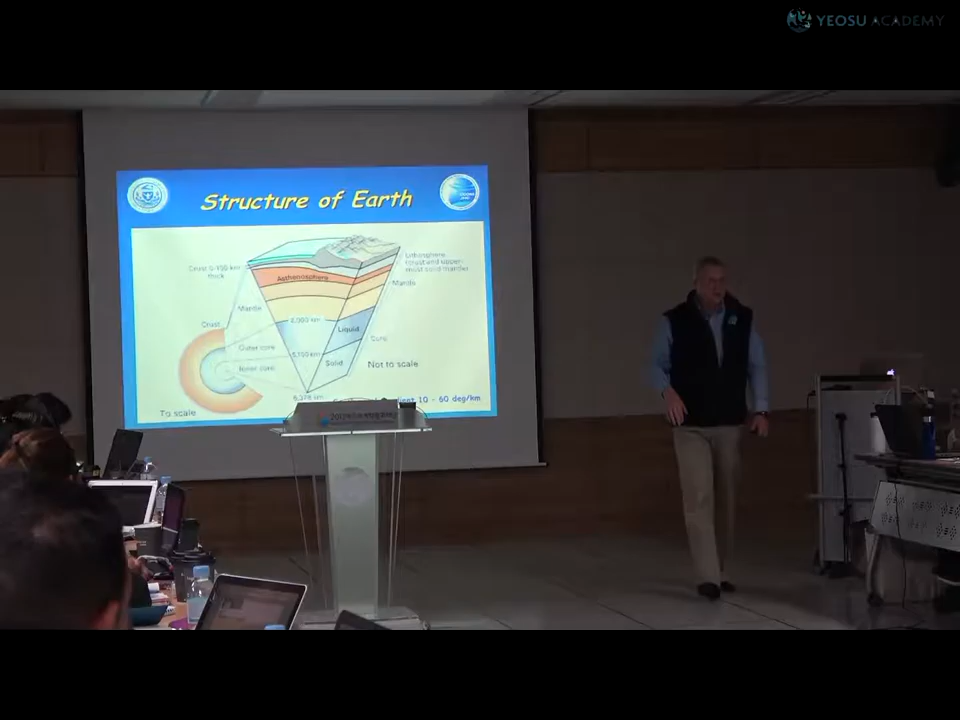 YEOSU ACADEMY
Structure of Earth
Crust 0-100 km
thick
Asthenosphere
Lithosphere
(crust and upper-
most solid mantle)
Mantle
Mantle
Crust
2,900 km
Liquid
Outer core
Core
5,100 km
Inner core
Solid
Not to scale
6,378 km
To scale
10 - 60 deg/km